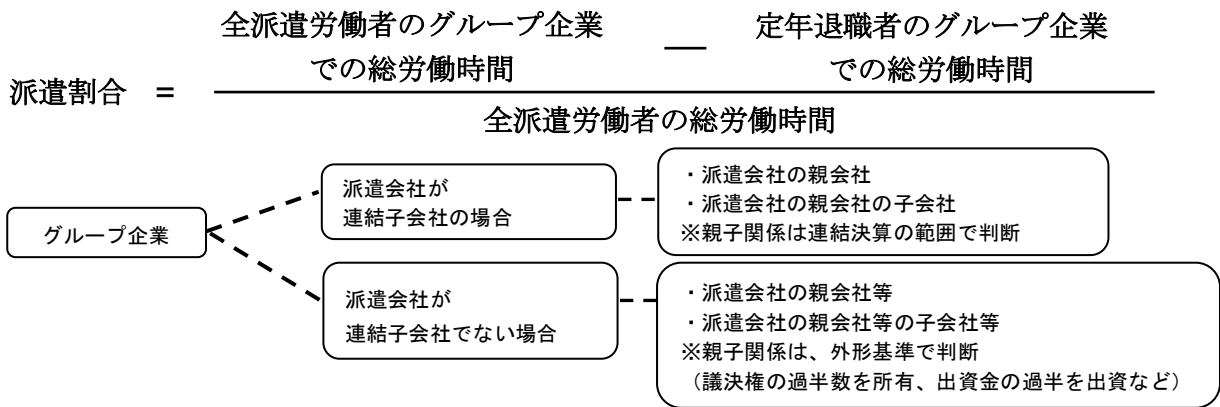 全派遣労働者のグループ企業
での総労働時間
―
定年退職者のグループ企業
での総労働時間
派遣割合 =
全派遣労働者の総労働時間
グループ企業
派遣会社が
連結子会社の場合
・派遣会社の親会社
・派遣会社の親会社の子会社
※親子関係は連結決算の範囲で判断
派遣会社が
連結子会社でない場合
・派遣会社の親会社等
・派遣会社の親会社等の子会社等
※親子関係は、外形基準で判断
（議決権の過半数を所有、出資金の過半を出資など）